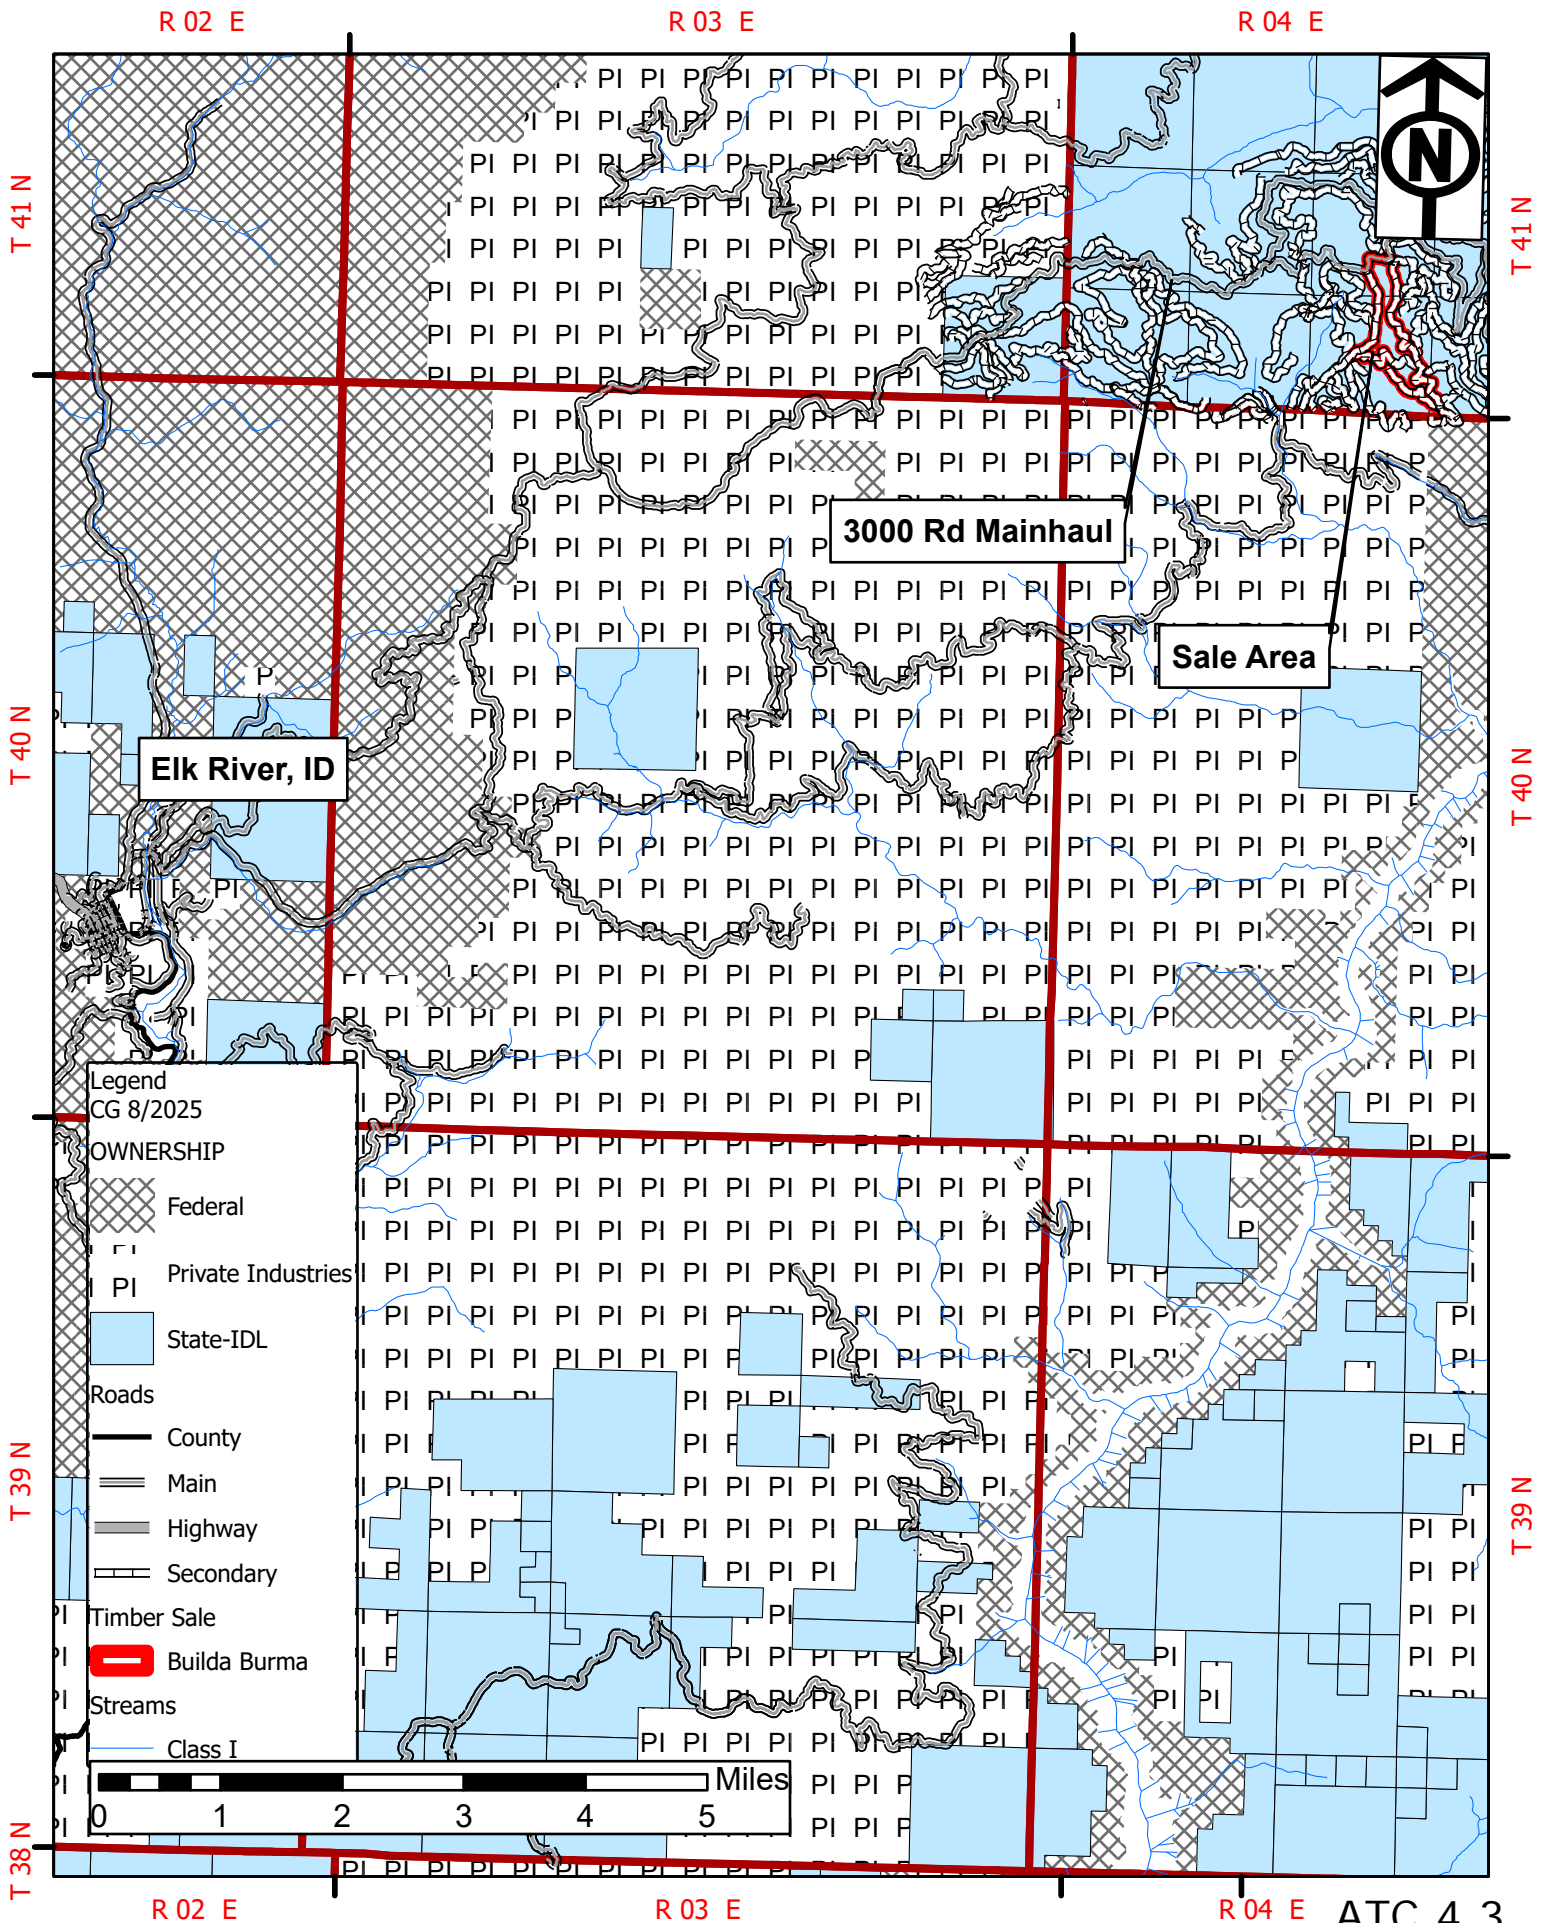 R 02 E
R 03 E
R 04 E
N
T 41 N
T 41 N
3000 Rd Mainhaul
Sale Area
T 40 N
Elk River, ID
T 40 N
Legend
CG 8/2025
OWNERSHIP
Federal
PI
Private Industries
State-IDL
Roads
County
Main
Highway
Secondary
Timber Sale
Builda Burma
Streams
Class I
T 39 N
T 39 N
Miles
0 1 2 3 4 5
T 38 N
R 02 E
R 03 E
R 04 E
ATC 4.3